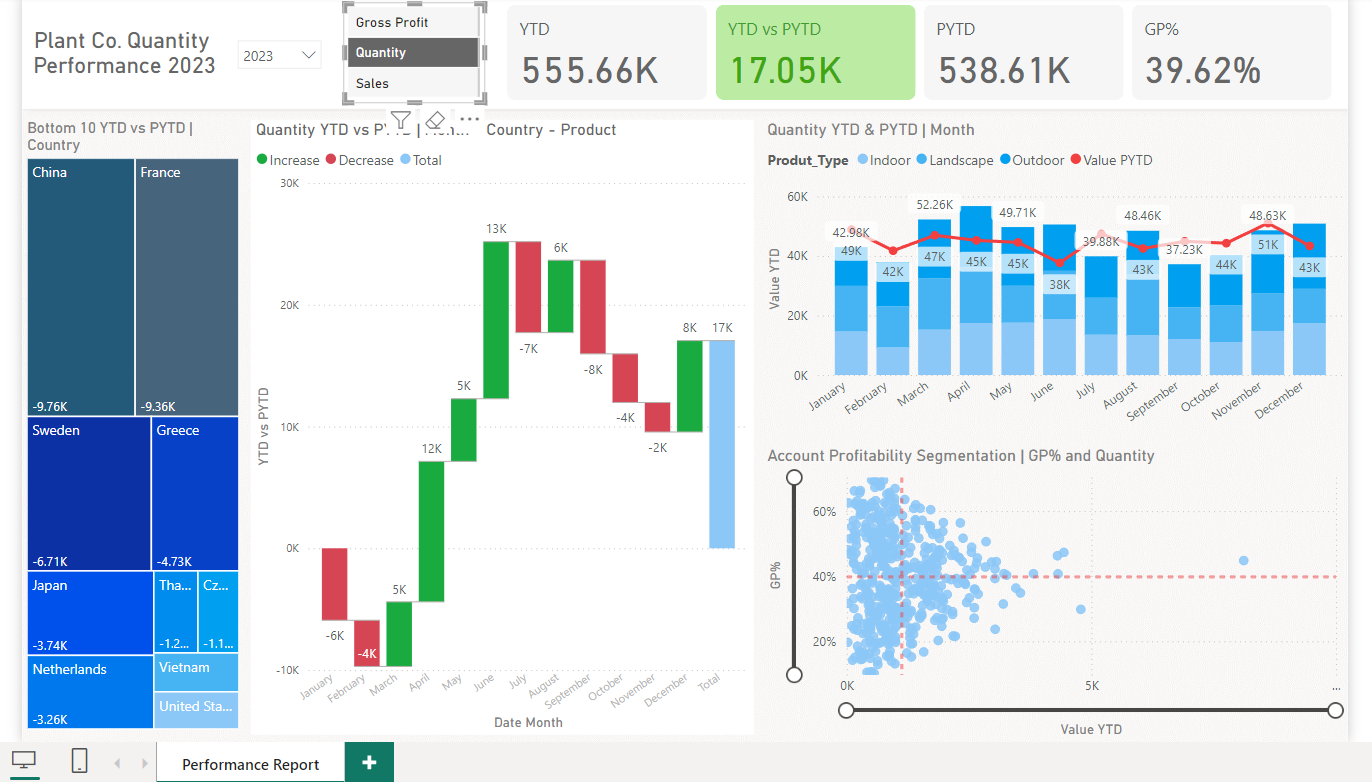 Plant Co. Quantity
Performance 2023
2023
Gross Profit
Quantity
Sales
YTD
555.66K
YTD vs PYTD
17.05K
PYTD
538.61K
GP%
39.62%
Bottom 10 YTD vs PYTD |
Country
China
-9.76K
France
-9.36K
Sweden
-6.71K
Greece
-4.73K
Japan
-3.74K
Tha...
-1.2...
Cz...
-1.1...
Netherlands
-3.26K
Vietnam
United Sta...
Quantity YTD vs Country - Product
Increase Decrease Total
YTD vs PYTD
30K
20K
10K
0K
-10K
-6K
-4K
5K
12K
5K
13K
-7K
6K
-8K
-4K
-2K
8K
17K
January
February
March
April
May
June
July
August
September
October
November
December
Total
Date Month
Quantity YTD & PYTD | Month
Produt_Type Indoor Landscape Outdoor Value PYTD
Value YTD
60K
40K
20K
0K
42.98K
52.26K
49.71K
39.88K
48.46K
37.23K
48.63K
49K
42K
47K
45K
45K
38K
43K
44K
51K
43K
January
February
March
April
May
June
July
August
September
October
November
December
Account Profitability Segmentation | GP% and Quantity
GP%
60%
40%
20%
0K
5K
...
Value YTD
Performance Report
+